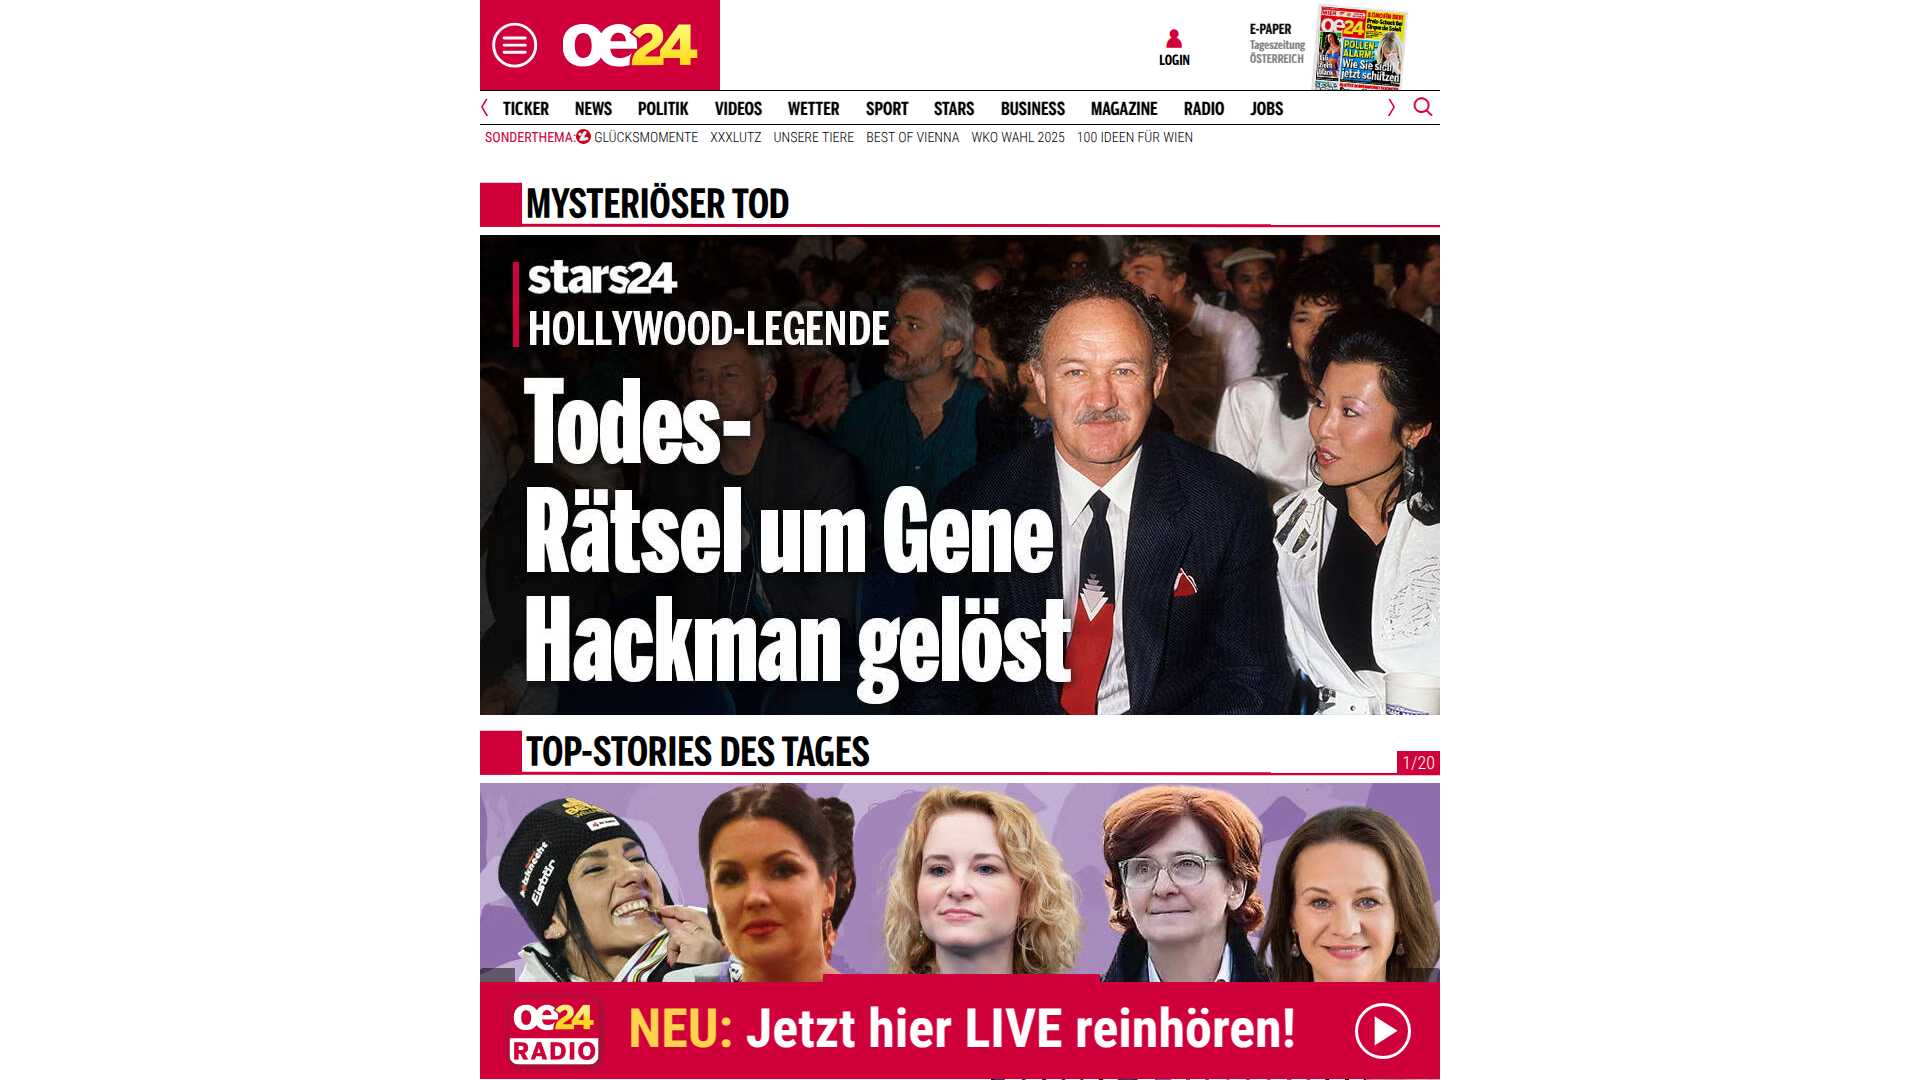 oe24
LOGIN
E-PAPER
Tageszeitung
ÖSTERREICH
oe24
POLLEN-
ALARM:
Wie Sie sich
jetzt schützen
TICKER NEWS POLITIK VIDEOS WETTER SPORT STARS BUSINESS MAGAZINE RADIO JOBS
SONDERTHEMA: GLÜCKSMOMENTE XXXLUTZ UNSERE TIERE BEST OF VIENNA WKO WAHL 2025 100 IDEEN FÜR WIEN
MYSTERIÖSER TOD
stars24
HOLLYWOOD-LEGENDE
Todes-
Rätsel um Gene
Hackman gelöst
TOP-STORIES DES TAGES
1/20
Eisbär
oe24
RADIO
NEU: Jetzt hier LIVE reinhören!